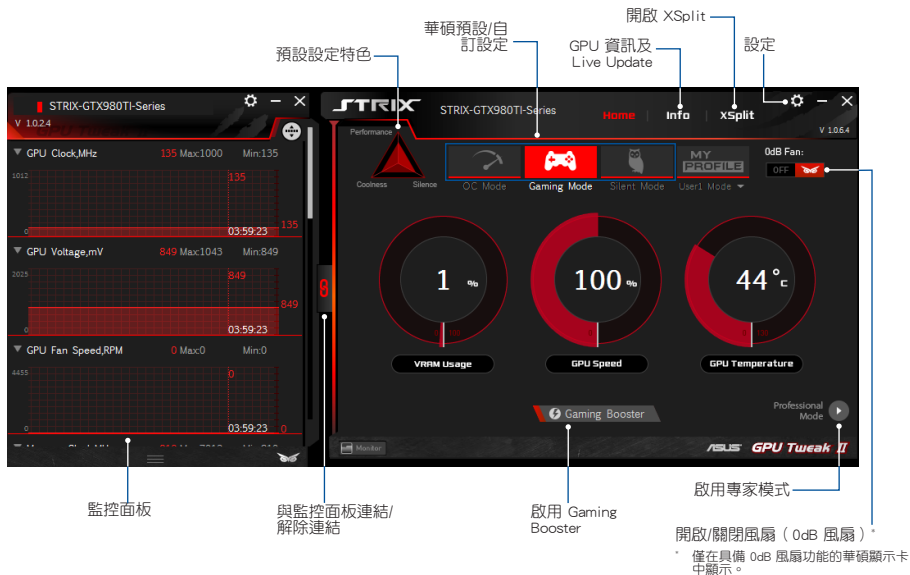 開啟 XSplit
華碩預設/自
訂設定
預設設定特色
GPU 資訊及
Live Update
設定
STRIX-GTX980TI-Series
V 1.0.2.4
GPU Clock,MHz 135 Max:1000 Min:135
1012
135
135
0
03:59:23
GPU Voltage,mV 849 Max:1043 Min:849
2025
849
849
0
03:59:23
GPU Fan Speed,RPM 0 Max:0 Min:0
4455
0
0
03:59:23
0
STRIX
STRIX-GTX980TI-Series
Home Info XSplit
V 1.0.6.4
Performance
Coolness Silence
OC Mode
Gaming Mode
Silent Mode
MY
PROFILE
User1 Mode
0dB Fan:
OFF
1 %
VRAM Usage
100 %
GPU Speed
44°c
GPU Temperature
Gaming Booster
Professional
Mode
Monitor
ASUS GPU Tweak II
監控面板
與監控面板連結/
解除連結
啟用 Gaming
Booster
啟用專家模式
開啟/關閉風扇（0dB 風扇）*
* 僅在具備 0dB 風扇功能的華碩顯示卡
中顯示。